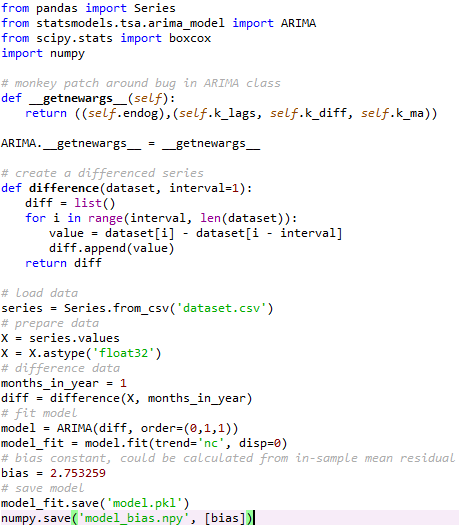 from pandas import Series
from statsmodels.tsa.arima_model import ARIMA
from scipy.stats import boxcox
import numpy

# monkey patch around bug in ARIMA class
def __getnewargs__(self):
    return ((self.endog),(self.k_lags, self.k_diff, self.k_ma))

ARIMA.__getnewargs__ = __getnewargs__

# create a differenced series
def difference(dataset, interval=1):
    diff = list()
    for i in range(interval, len(dataset)):
        value = dataset[i] - dataset[i - interval]
        diff.append(value)
    return diff

# load data
series = Series.from_csv('dataset.csv')
# prepare data
X = series.values
X = X.astype('float32')
# difference data
months_in_year = 1
diff = difference(X, months_in_year)
# fit model
model = ARIMA(diff, order=(0,1,1))
model_fit = model.fit(trend='nc', disp=0)
# bias constant, could be calculated from in-sample mean residual
bias = 2.753259
# save model
model_fit.save('model.pkl')
numpy.save('model_bias.npy', [bias])